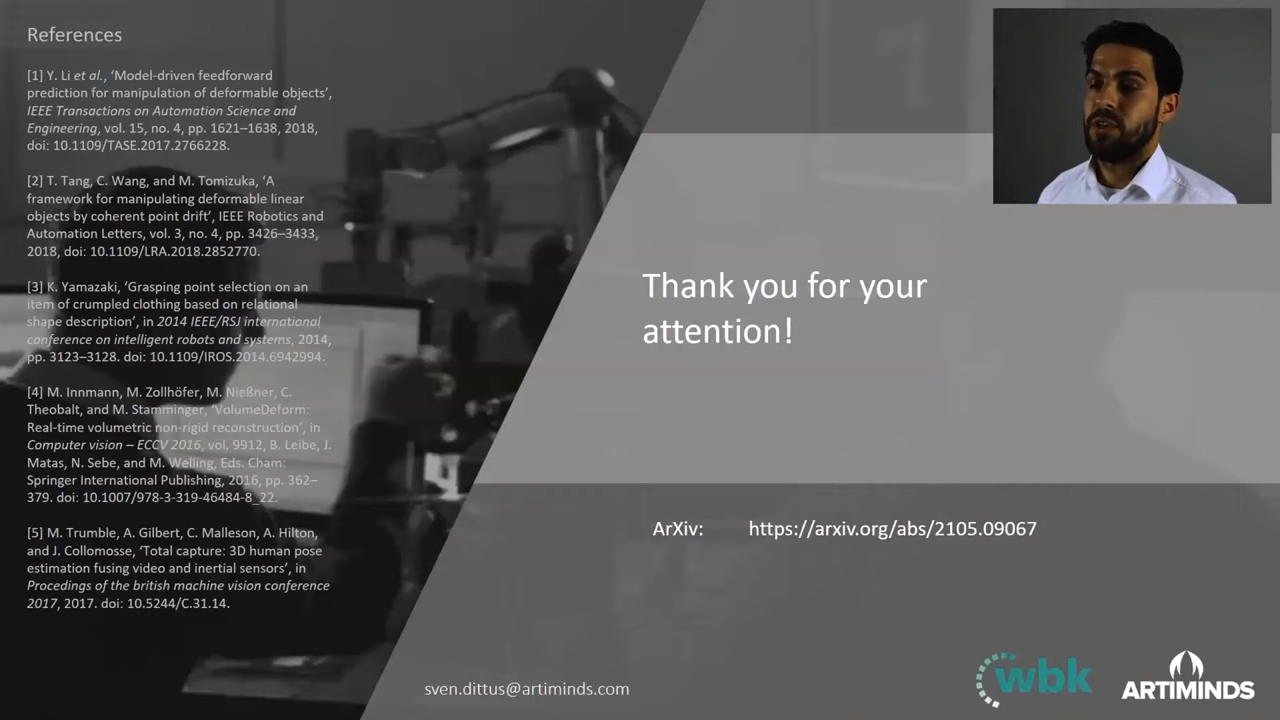 References
[1] Y. Li et al., ‘Model-driven feedforward
prediction for manipulation of deformable objects’,
IEEE Transactions on Automation Science and
Engineering, vol. 15, no. 4, pp. 1621–1638, 2018,
doi: 10.1109/TASE.2017.2766228.
[2] T. Tang, C. Wang, and M. Tomizuka, ‘A
framework for manipulating deformable linear
objects by coherent point drift’, IEEE Robotics and
Automation Letters, vol. 3, no. 4, pp. 3426–3433,
2018, doi: 10.1109/LRA.2018.2852770.
[3] K. Yamazaki, ‘Grasping point selection on an
item of crumpled clothing based on relational
shape description’, in 2014 IEEE/RSJ international
conference on intelligent robots and systems, 2014,
pp. 3123–3128. doi: 10.1109/IROS.2014.6942994.
[4] M. Innmann, M. Zollhöfer, M. Nießner, C.
Theobalt, and M. Stamminger, ‘VolumeDeform:
Real-time volumetric non-rigid reconstruction’, in
Computer vision – ECCV 2016, vol. 9912, B. Leibe, J.
Matas, N. Sebe, and M. Welling, Eds. Cham:
Springer International Publishing, 2016, pp. 362–
379. doi: 10.1007/978-3-319-46484-8_22.
[5] M. Trumble, A. Gilbert, C. Malleson, A. Hilton,
and J. Collomosse, ‘Total capture: 3D human pose
estimation fusing video and inertial sensors’, in
Procedings of the british machine vision conference
2017, 2017. doi: 10.5244/C.31.14.
Thank you for your
attention!
ArXiv: https://arxiv.org/abs/2105.09067
sven.dittus@artiminds.com
wbk
ARTIMINDS